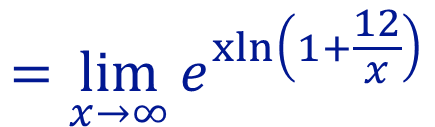 = lim x→∞ e^{xln(1+12/x)}